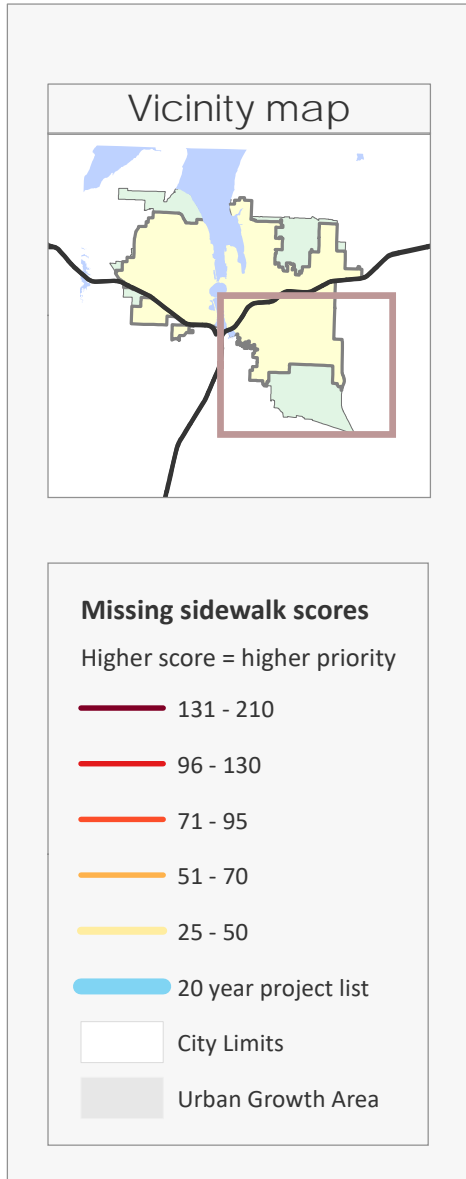 Vicinity map
Missing sidewalk scores
Higher score = higher priority
131 - 210
96 - 130
71 - 95
51 - 70
25 - 50
20 year project list
City Limits
Urban Growth Area